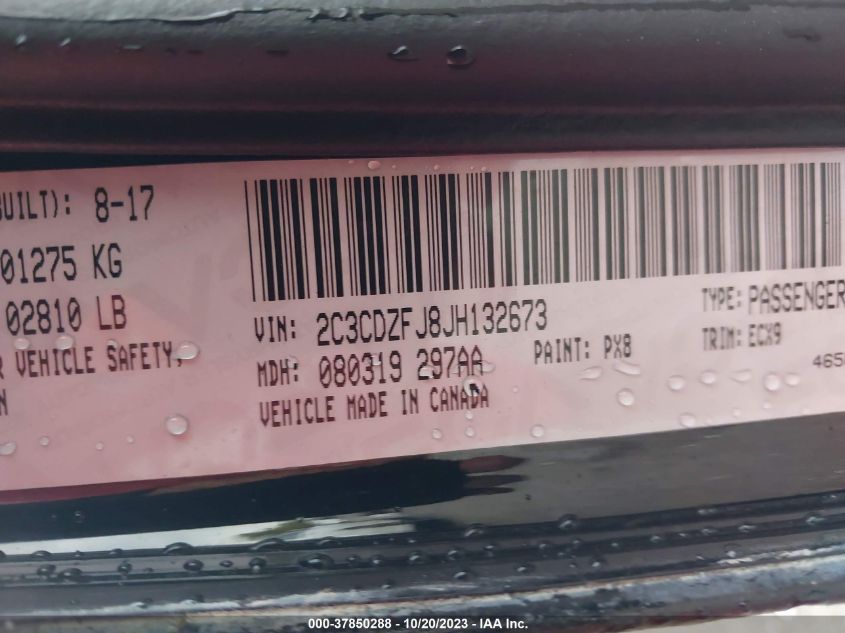 BUILT): 8-17
01275 KG
02810 LB
R VEHICLE SAFETY,
N
VIN: 2C3CDZFJ8JH132673
MDH: 080319 297AA
VEHICLE MADE IN CANADA
PAINT: PX8
TYPE: PASSENGER
TRIM: ECX9
465
000-37850288 - 10/20/2023 - IAA Inc.